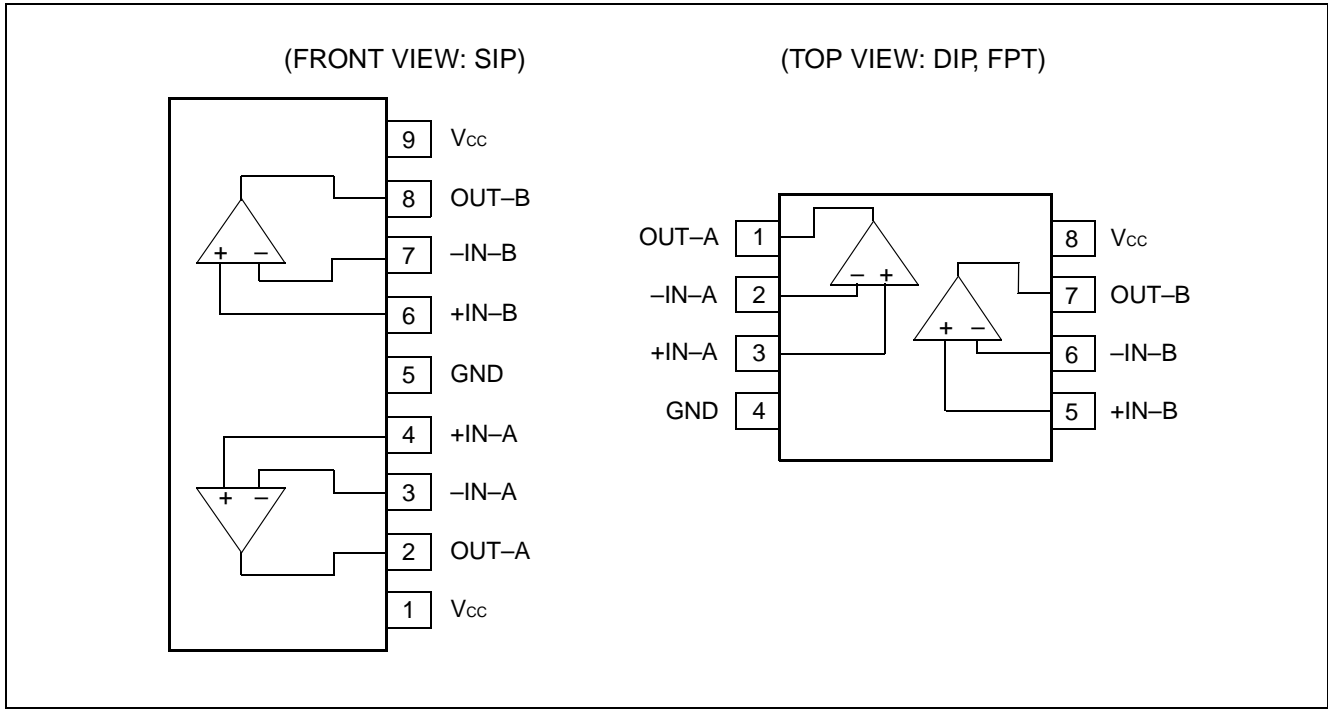 (FRONT VIEW: SIP)
9 Vcc
8 OUT–B
7 –IN–B
6 +IN–B
5 GND
4 +IN–A
3 –IN–A
2 OUT–A
1 Vcc
+ –
+ –
(TOP VIEW: DIP, FPT)
OUT–A 1
–IN–A 2
+IN–A 3
GND 4
– +
+ –
8 Vcc
7 OUT–B
6 –IN–B
5 +IN–B